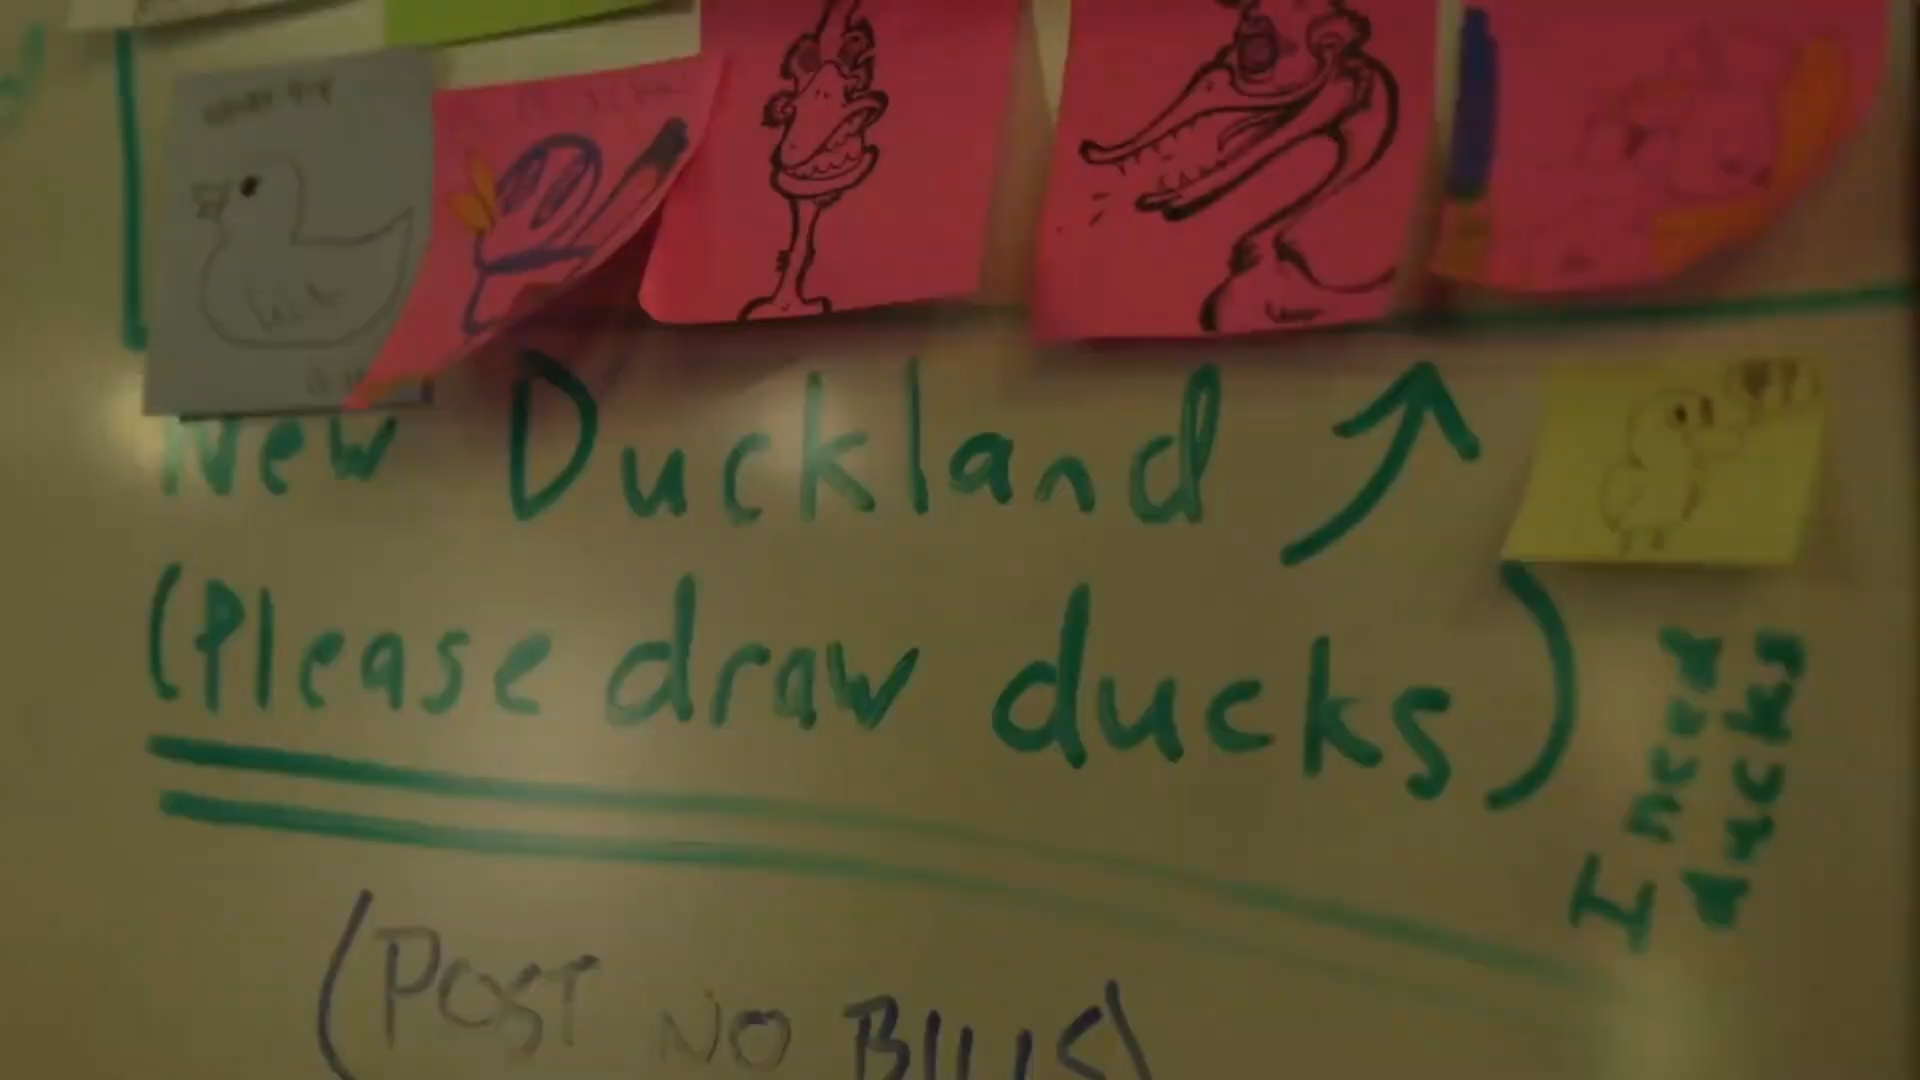 New Duckland
(Please draw ducks)
I need
ducks
(POST NO BILLS)